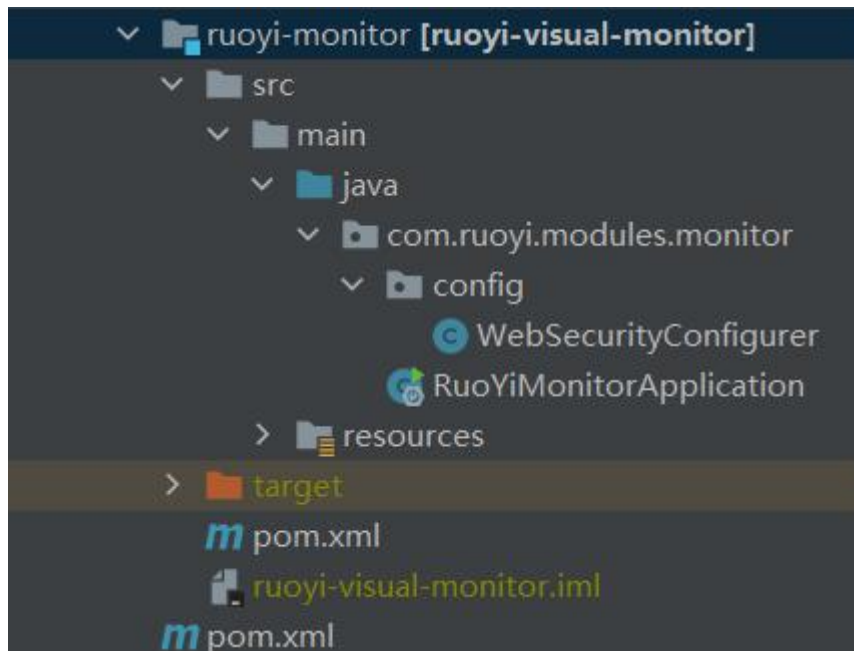 ruoyi-monitor [ruoyi-visual-monitor]
src
main
java
com.ruoyi.modules.monitor
config
WebSecurityConfigurer
RuoYiMonitorApplication
resources
target
pom.xml
ruoyi-visual-monitor.iml
pom.xml